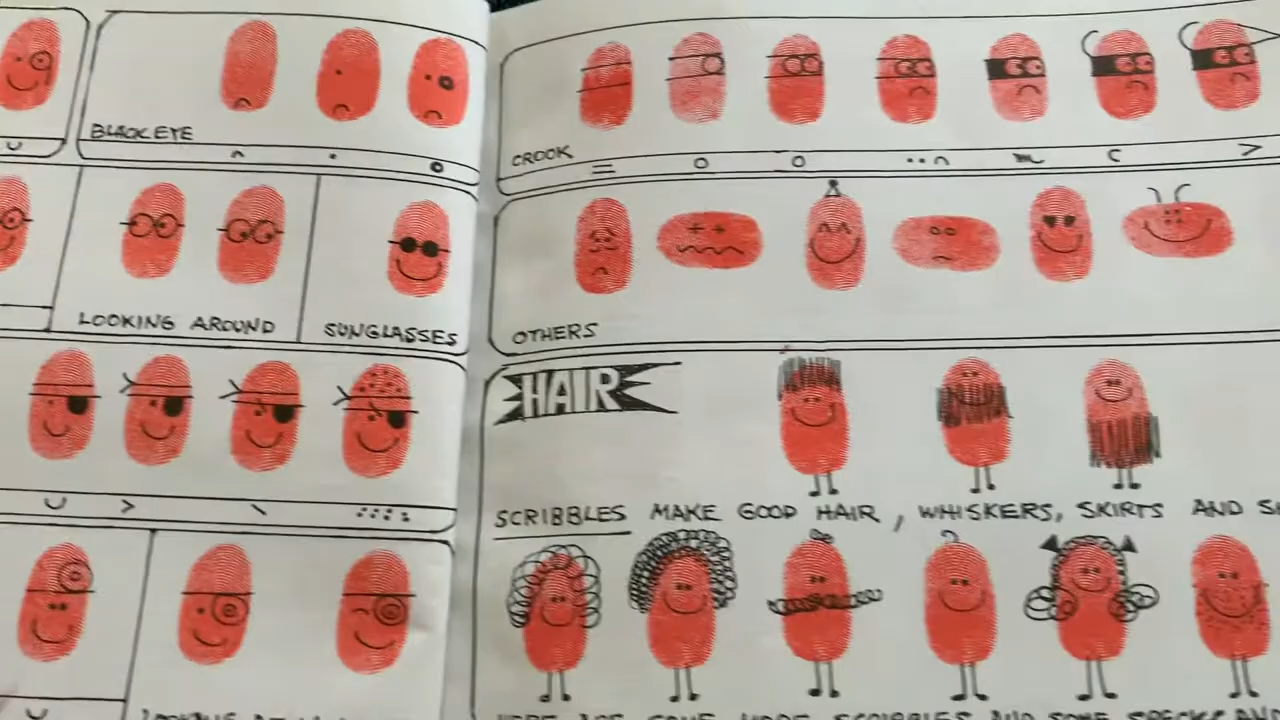 BLACK EYE
LOOKING AROUND
SUNGLASSES
CROOK
OTHERS
HAIR
SCRIBBLES MAKE GOOD HAIR, WHISKERS, SKIRTS AND